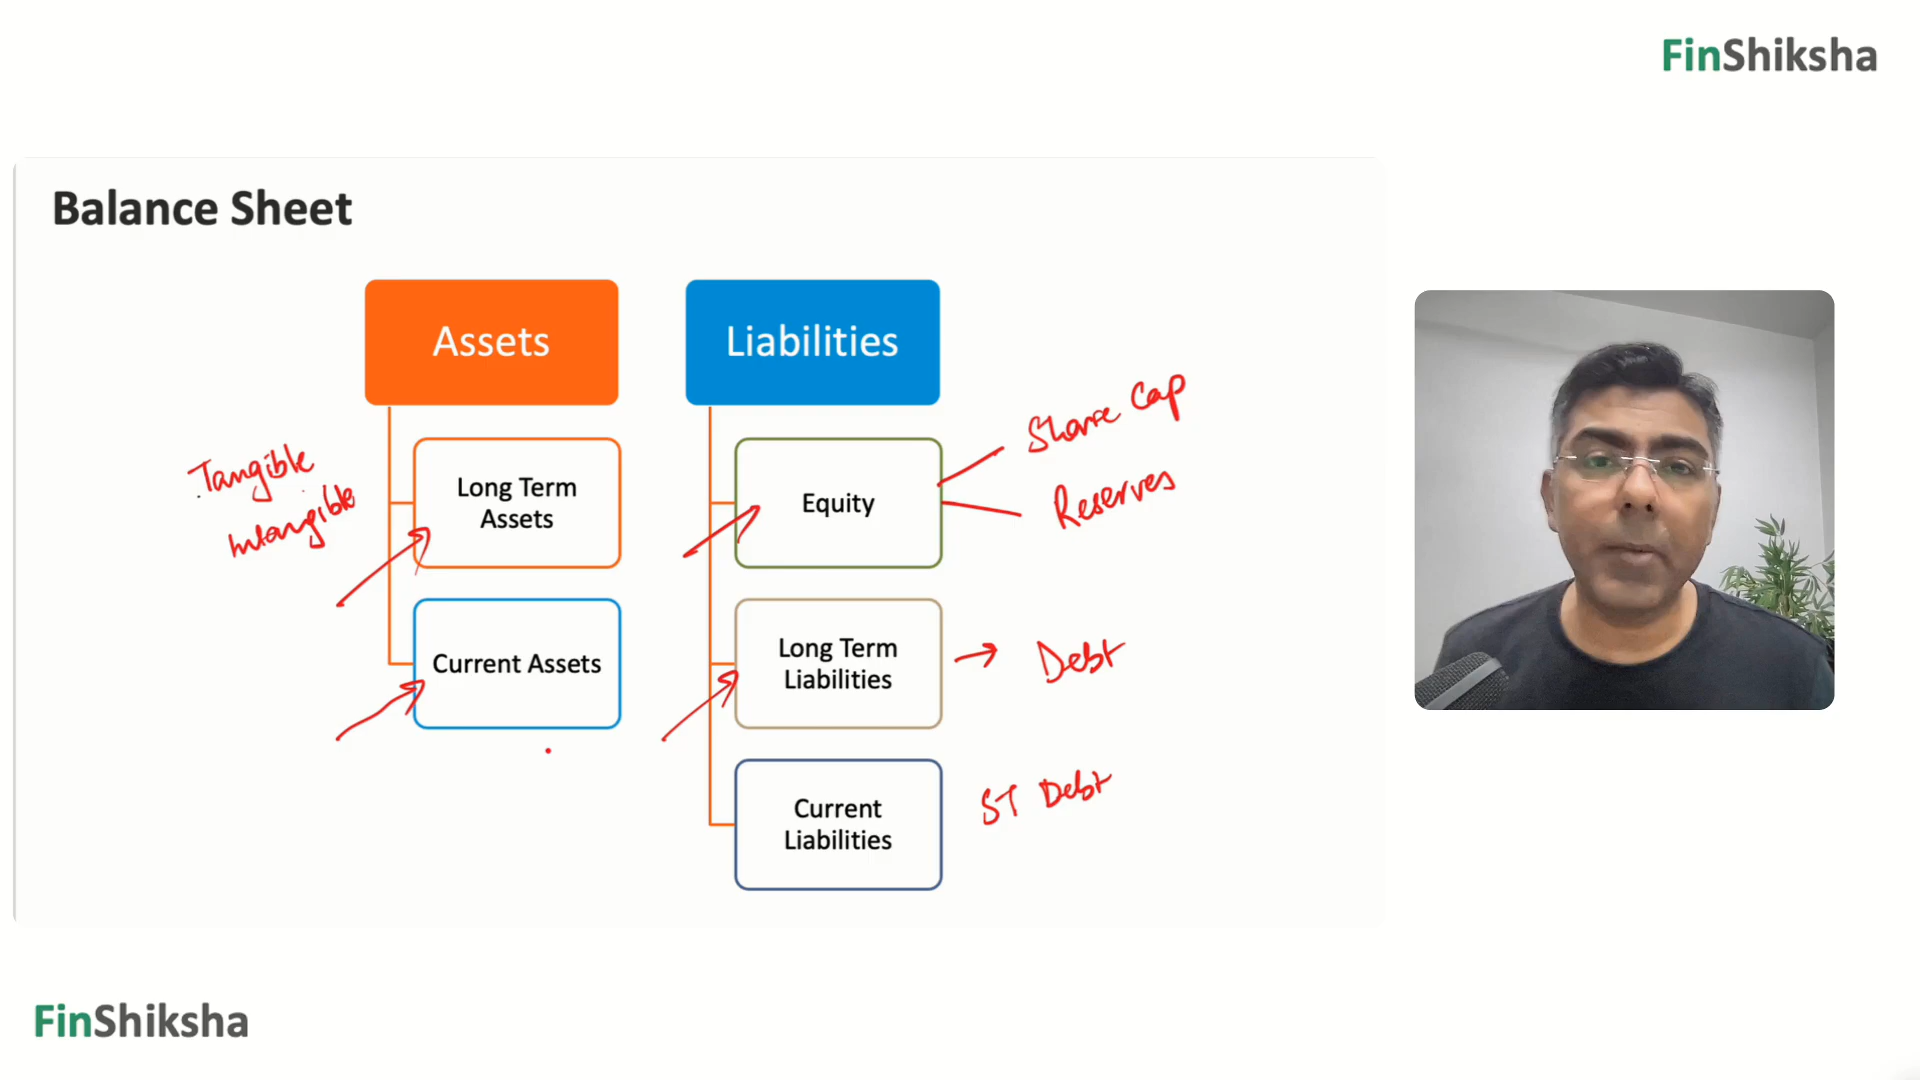 FinShiksha
Balance Sheet
Assets
Liabilities
Tangible
Intangible
Long Term
Assets
Current Assets
Equity
Share Cap
Reserves
Long Term
Liabilities
Debt
Current
Liabilities
ST Debt
FinShiksha